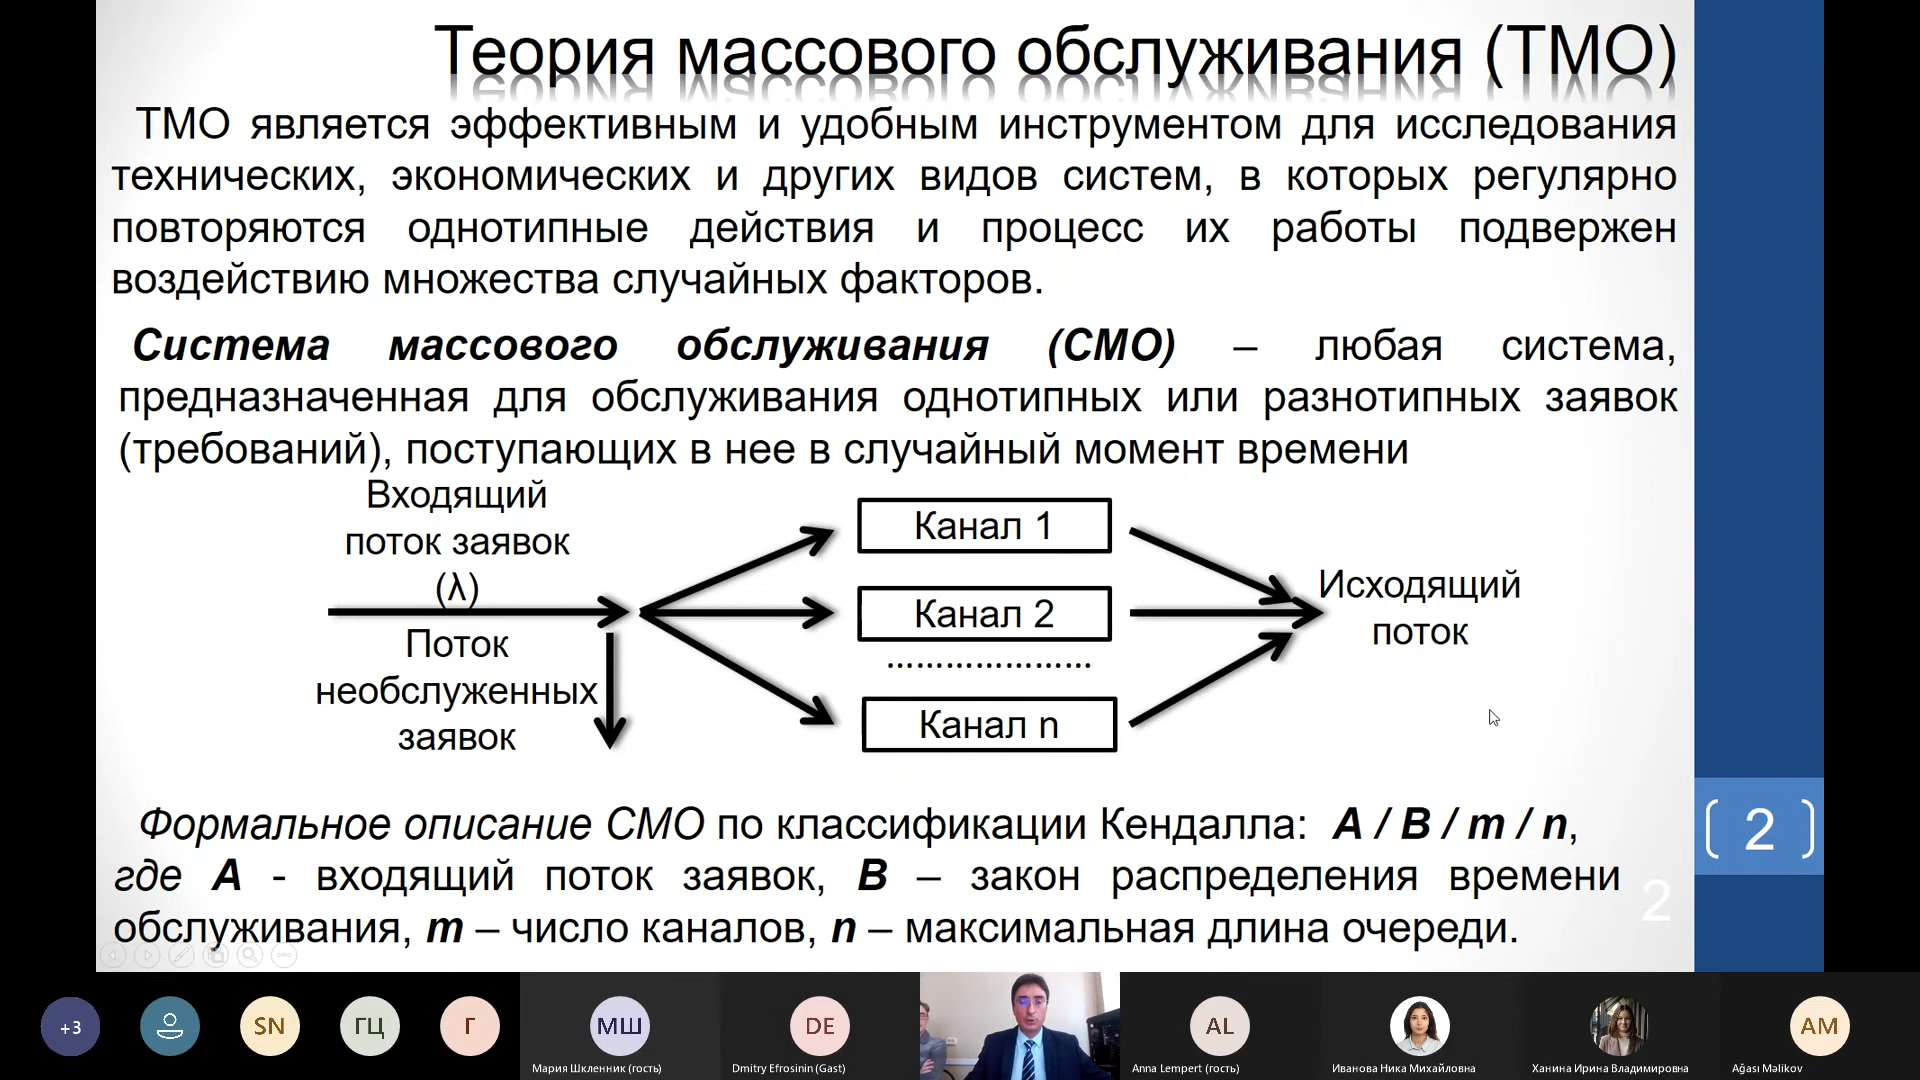 Теория массового обслуживания (ТМО)
ТМО является эффективным и удобным инструментом для исследования
технических, экономических и других видов систем, в которых регулярно
повторяются однотипные действия и процесс их работы подвержен
воздействию множества случайных факторов.
Система массового обслуживания (СМО) – любая система,
предназначенная для обслуживания однотипных или разнотипных заявок
(требований), поступающих в нее в случайный момент времени
Входящий
поток заявок
(λ)
Поток
необслуженных
заявок
Канал 1
Канал 2
.....................
Канал n
Исходящий
поток
Формальное описание СМО по классификации Кендалла: A / B / m / n,
где A - входящий поток заявок, B – закон распределения времени
обслуживания, m – число каналов, n – максимальная длина очереди.
2
2
+3
SN
ГЦ
Г
МШ
Мария Шкленник (гость)
DE
Dmitry Efrosinin (Gast)
AL
Anna Lempert (гость)
Иванова Ника Михайловна
Ханина Ирина Владимировна
AM
Ağası Məlikov